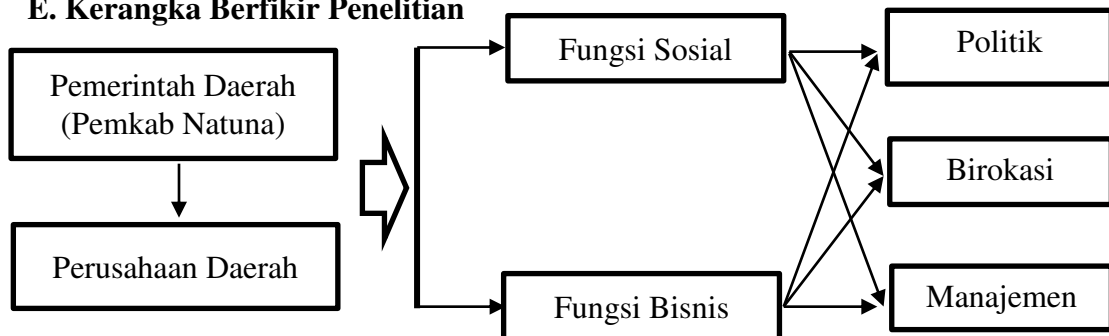 E. Kerangka Berfikir Penelitian
Pemerintah Daerah
(Pemkab Natuna)
Perusahaan Daerah
Fungsi Sosial
Fungsi Bisnis
Politik
Birokasi
Manajemen